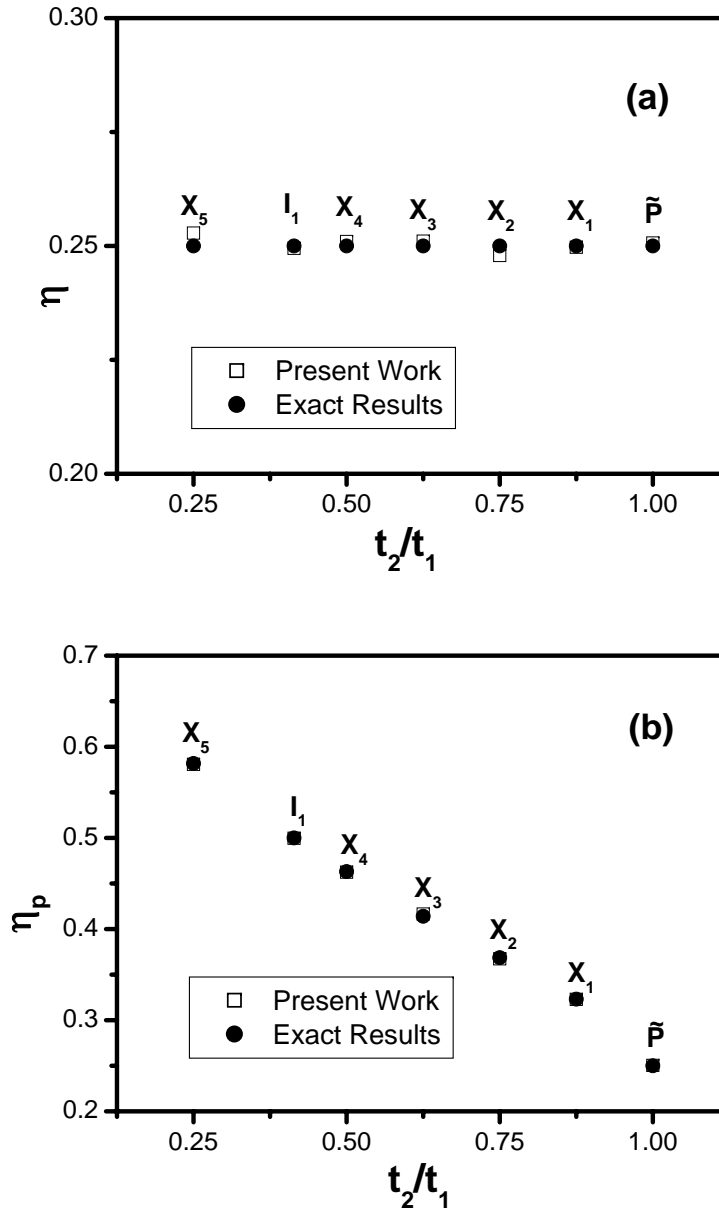 0.30
(a)
X₅ I₁ X₄ X₃ X₂ X₁ P̃
0.25
η
Present Work
Exact Results
0.20
0.25 0.50 0.75 1.00
t₂/t₁
0.7
(b)
X₅
0.6
I₁
0.5
X₄
X₃
η_p
0.4
X₂
X₁
Present Work
0.3
Exact Results
P̃
0.2
0.25 0.50 0.75 1.00
t₂/t₁